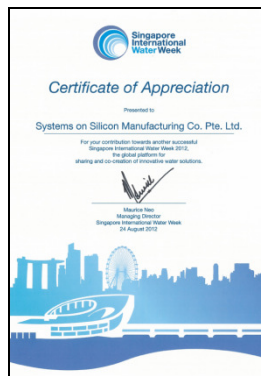 Singapore
International
Water Week
Certificate of Appreciation
Presented to
Systems on Silicon Manufacturing Co. Pte. Ltd.
For your contribution towards another successful
Singapore International Water Week 2012,
the global platform for
sharing and co-creation of innovative water solutions.
Maurice Neo
Managing Director
Singapore International Water Week
24 August 2012